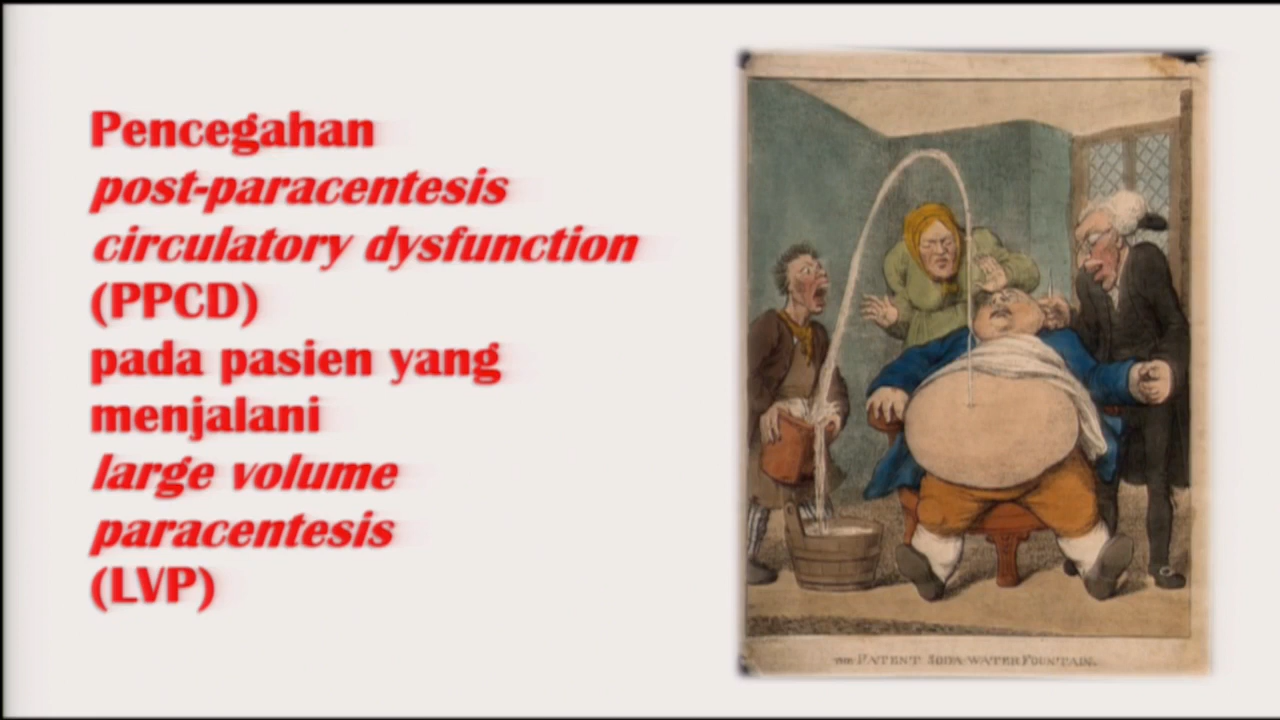 Pencegahan
post-paracentesis
circulatory dysfunction
(PPCD)
pada pasien yang
menjalani
large volume
paracentesis
(LVP)
THE PATENT SODA WATER FOUNTAIN.